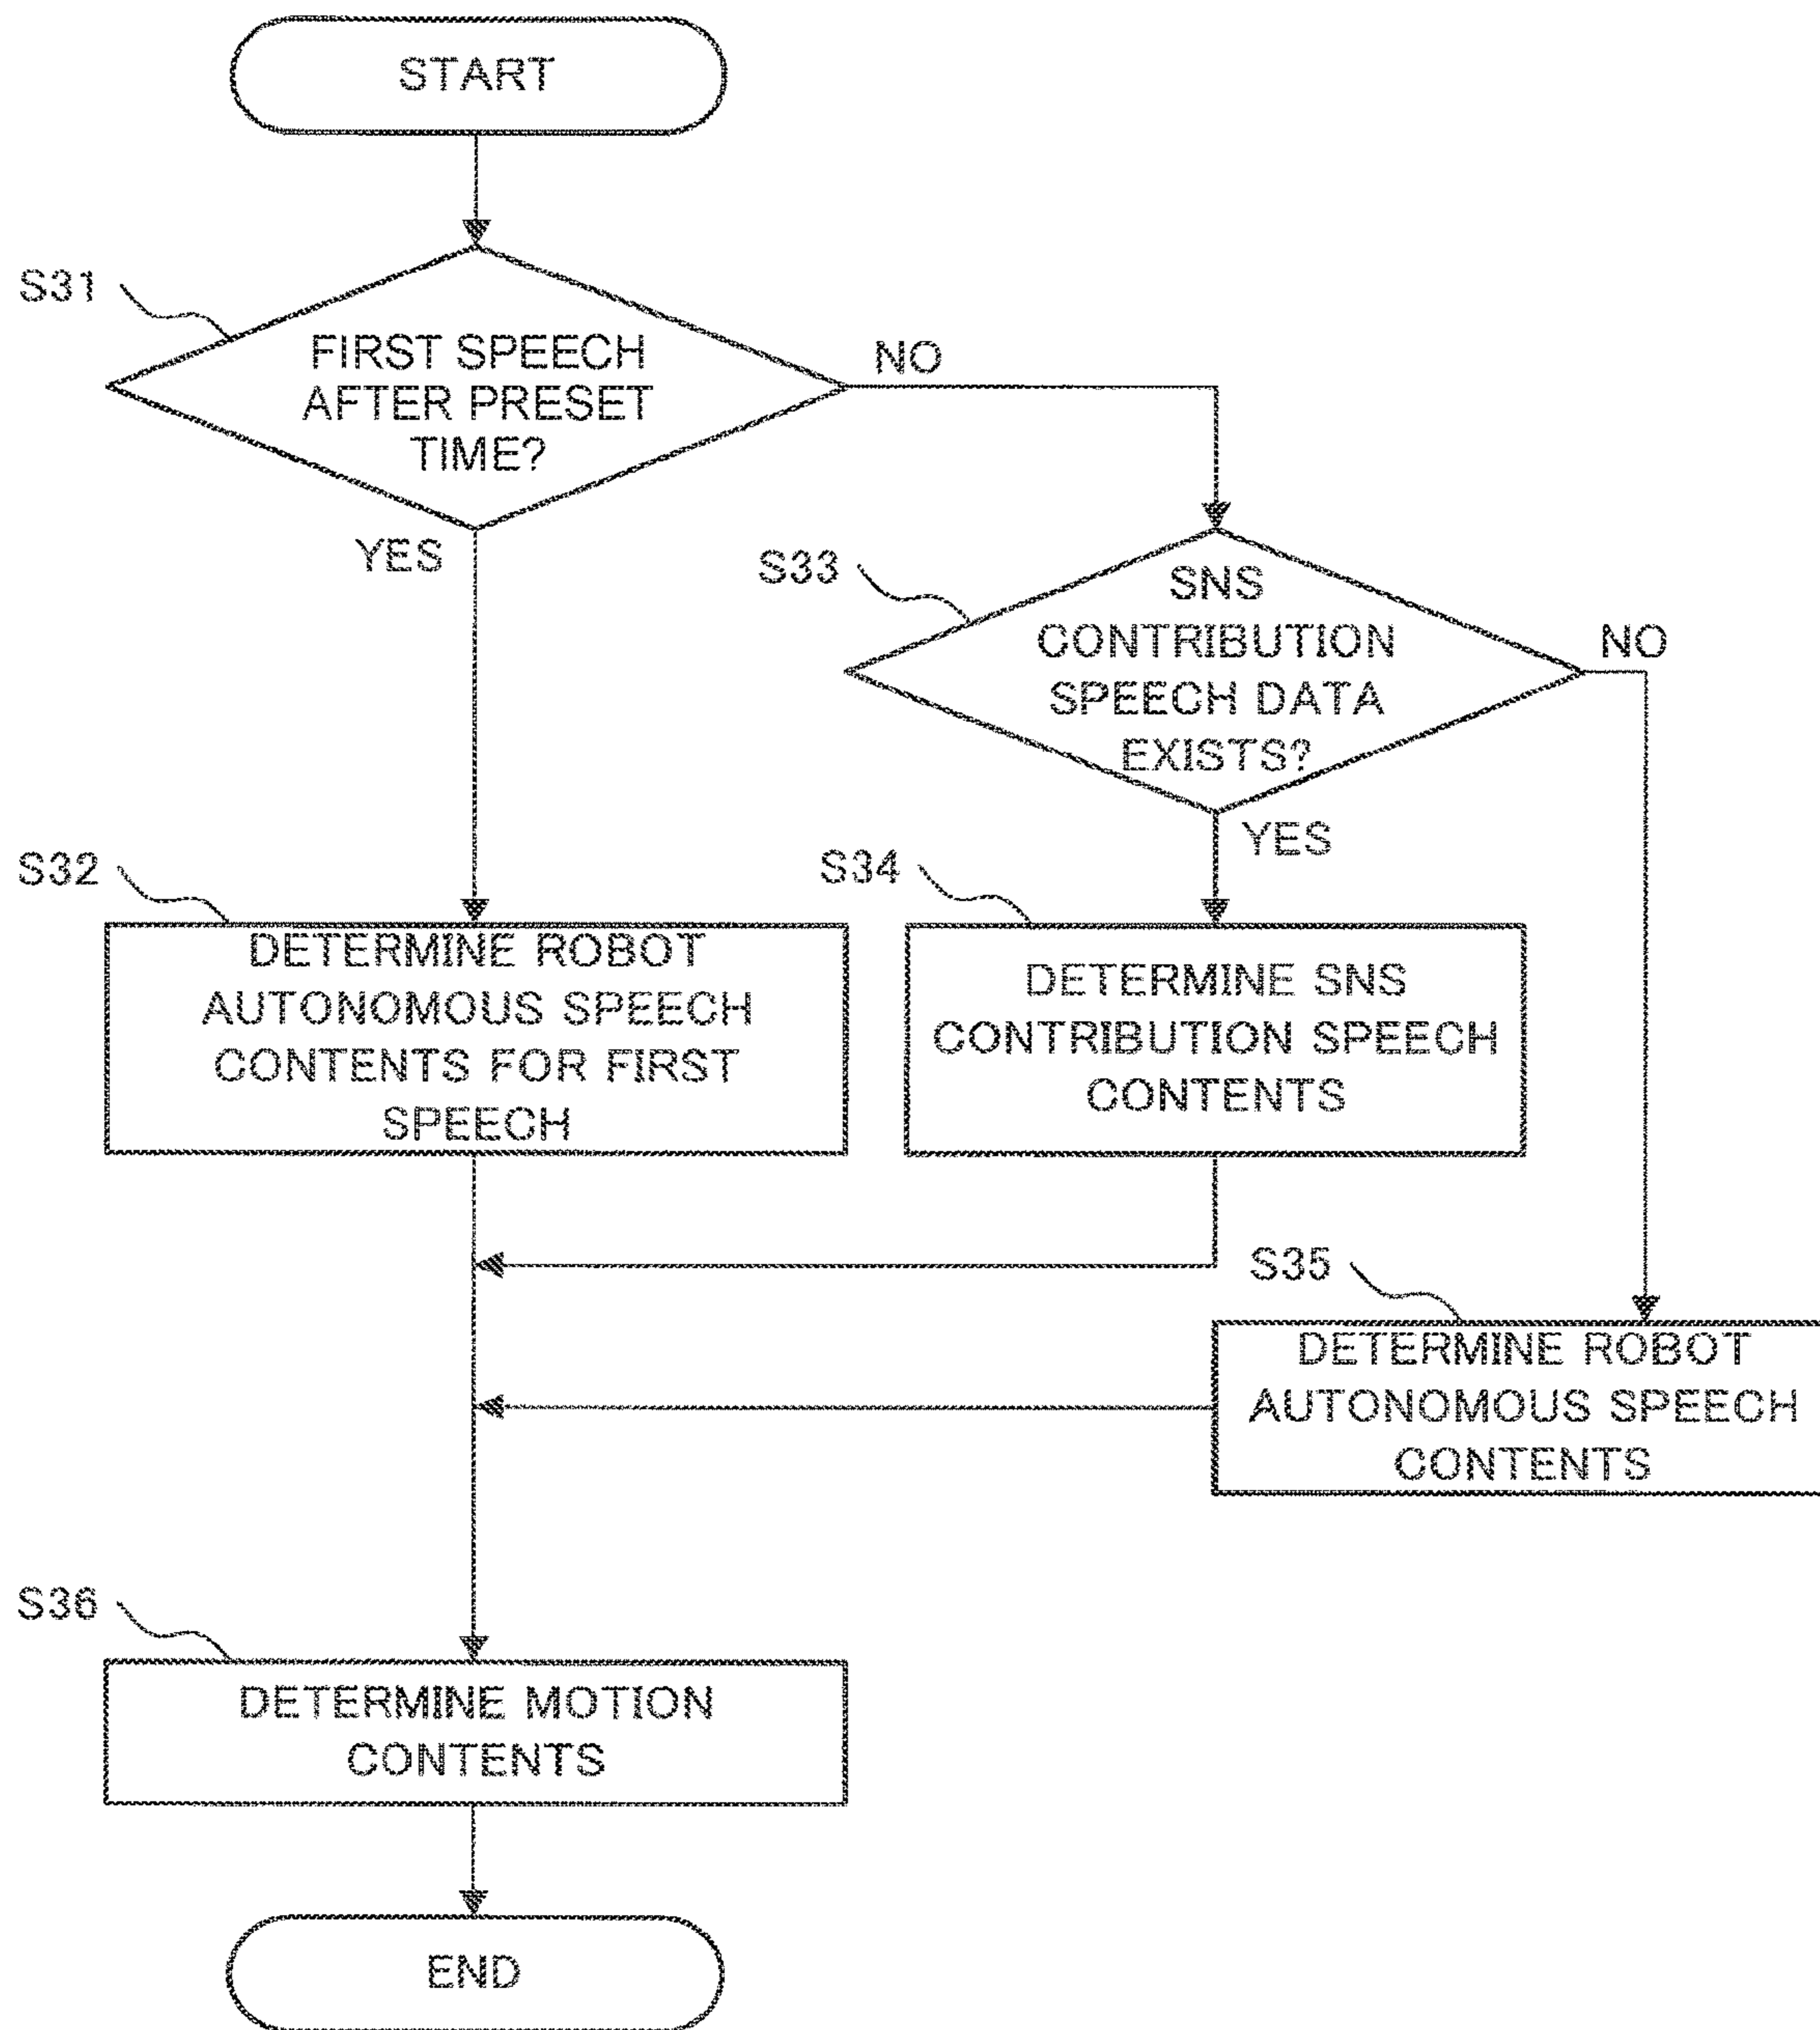 START
S31
FIRST SPEECH
AFTER PRESET
TIME?
NO
YES
S33
SNS
CONTRIBUTION
SPEECH DATA
EXISTS?
NO
YES
S32
DETERMINE ROBOT
AUTONOMOUS SPEECH
CONTENTS FOR FIRST
SPEECH
S34
DETERMINE SNS
CONTRIBUTION SPEECH
CONTENTS
S35
DETERMINE ROBOT
AUTONOMOUS SPEECH
CONTENTS
S36
DETERMINE MOTION
CONTENTS
END